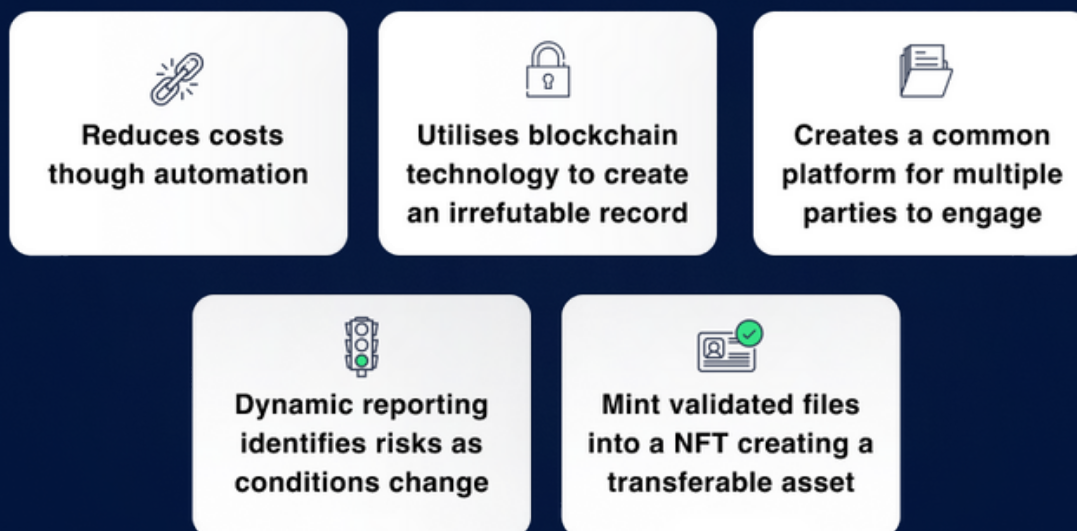 Reduces costs
though automation
Utilises blockchain
technology to create
an irrefutable record
Creates a common
platform for multiple
parties to engage
Dynamic reporting
identifies risks as
conditions change
Mint validated files
into a NFT creating a
transferable asset